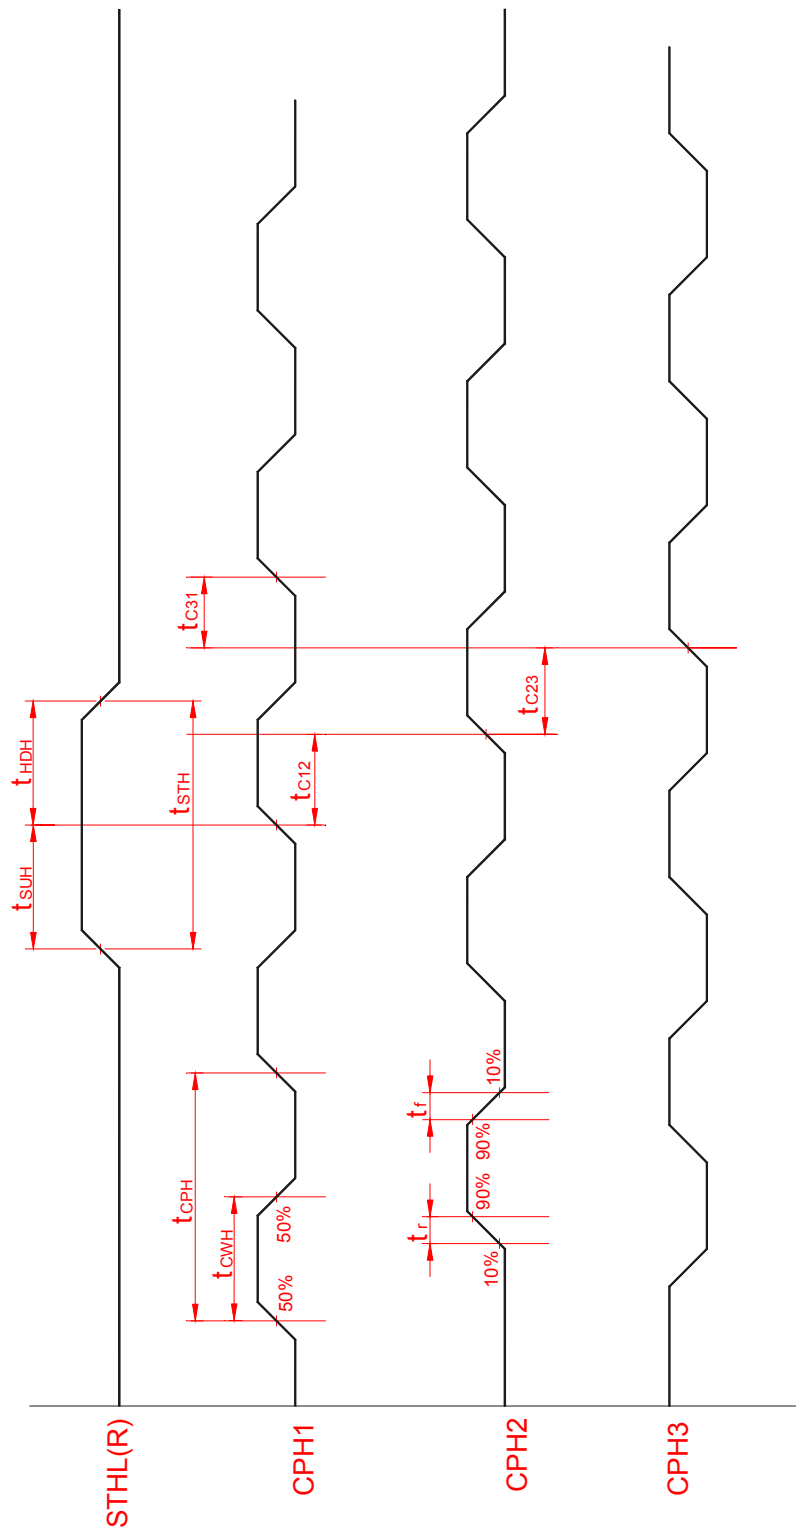 STHL(R)
tSUH
tHDH
tSTH
CPH1
tCWH
tCPH
50%
50%
tC12
tC31
CPH2
tr
tf
10%
90%
90%
10%
tC23
CPH3